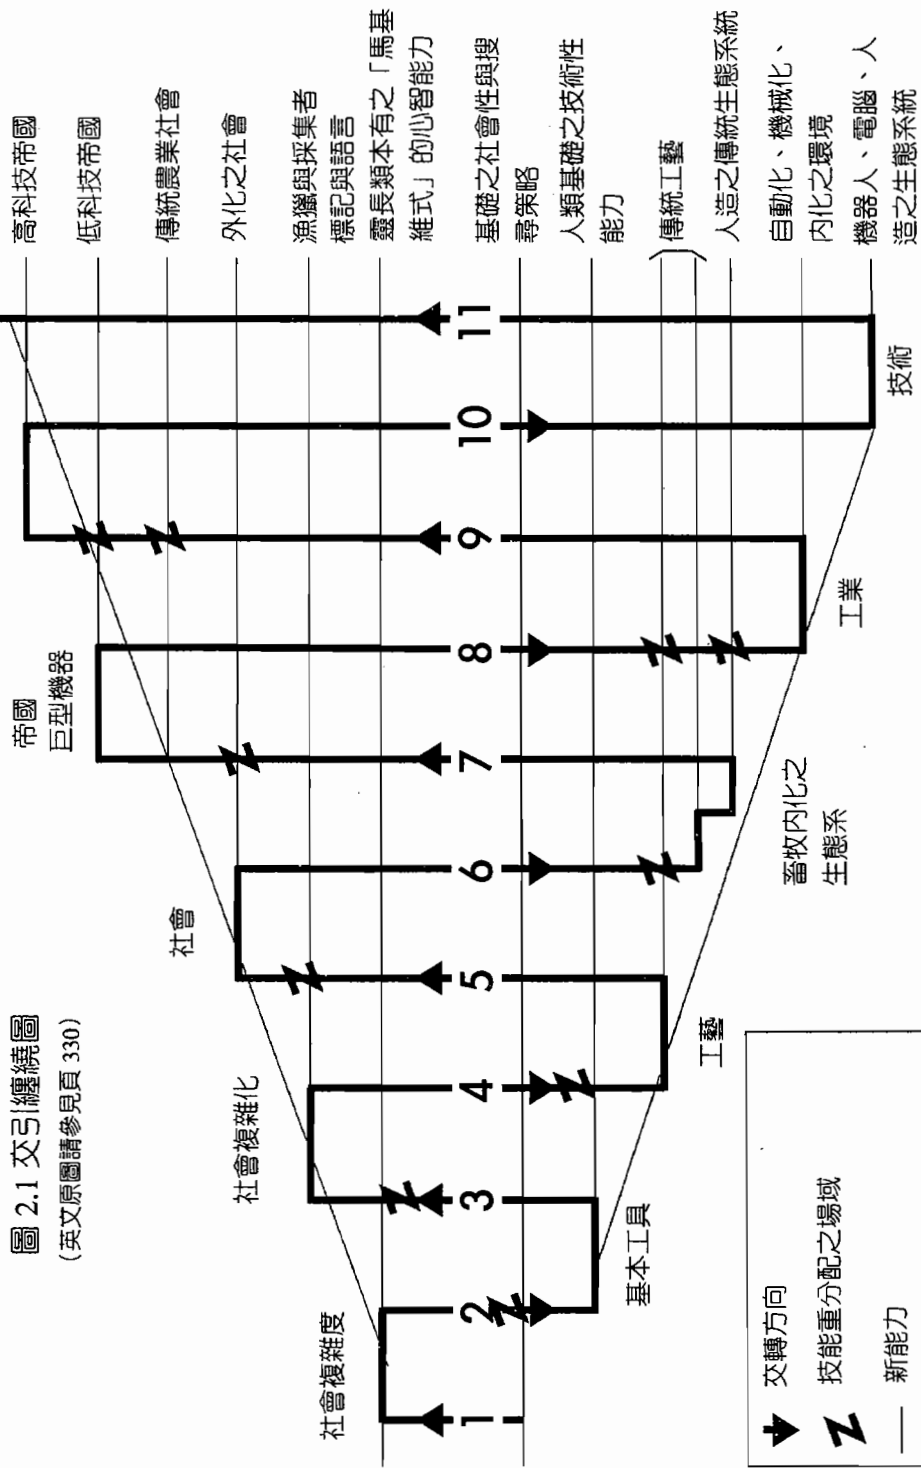 圖 2.1 交引纏繞圖
(英文原圖請參見頁 330)
高科技帝國
低科技帝國
傳統農業社會
外化之社會
漁獵與採集者
標記與語言
靈長類本有之「馬基
維式」的心智能力
基礎之社會性與搜
尋策略
人類基礎之技術性
能力
傳統工藝
人造之傳統生態系統
自動化、機械化、
內化之環境
機器人、電腦、人
造之生態系統
社會複雜度
社會複雜化
社會
帝國
巨型機器
1
2
3
4
5
6
7
8
9
10
11
基本工具
工藝
畜牧內化之
生態系
工業
技術
交轉方向
技能重分配之場域
新能力